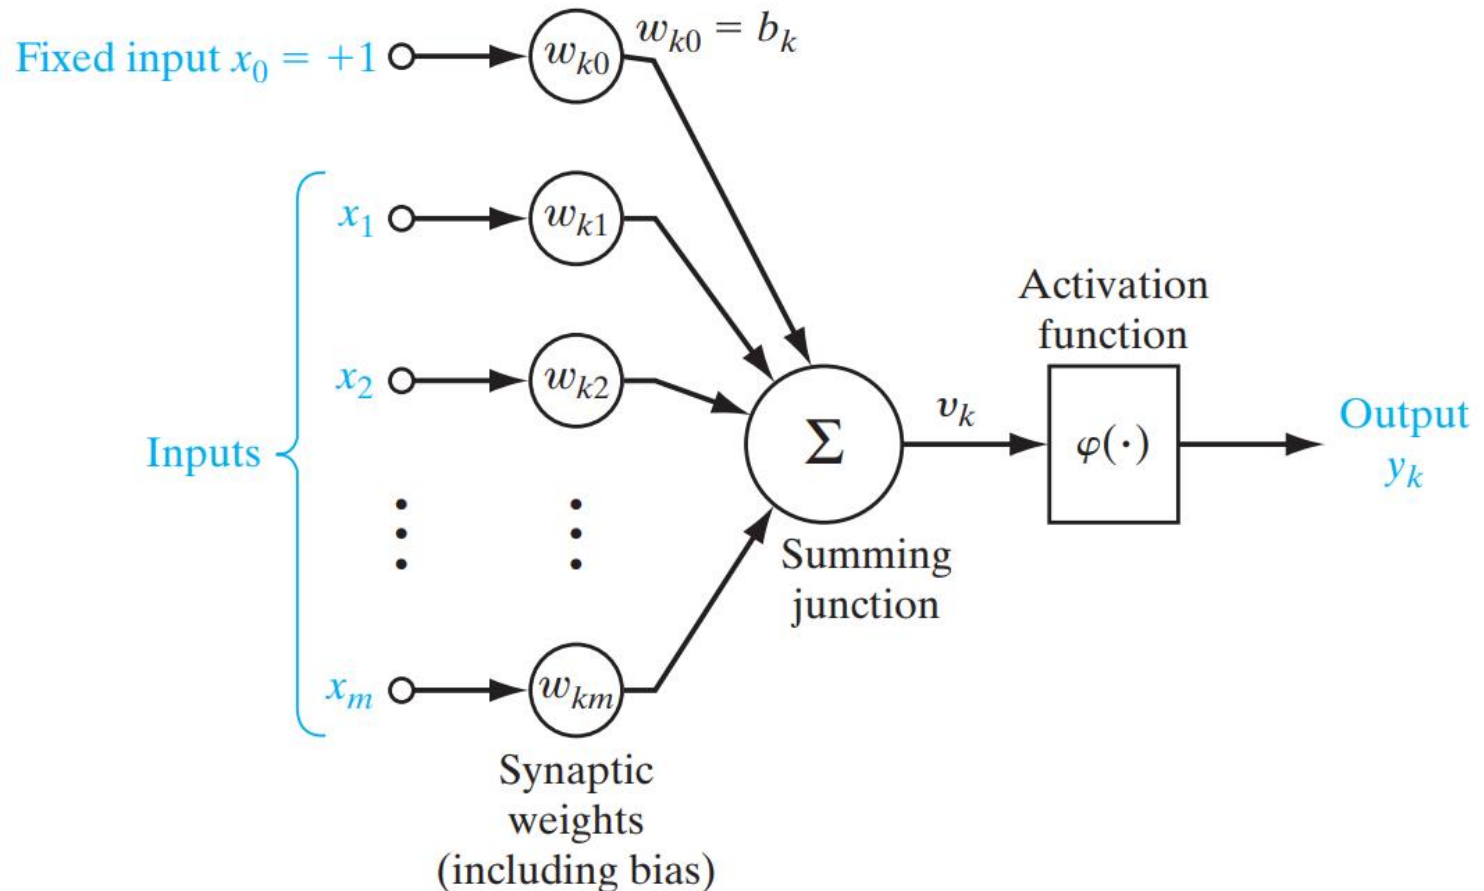 Fixed input x₀ = +1
wₖ₀
wₖ₀ = bₖ
x₁
wₖ₁
Activation
function
x₂
wₖ₂
Inputs
Σ
vₖ
φ(·)
Output
yₖ
Summing
junction
xₘ
wₖₘ
Synaptic
weights
(including bias)